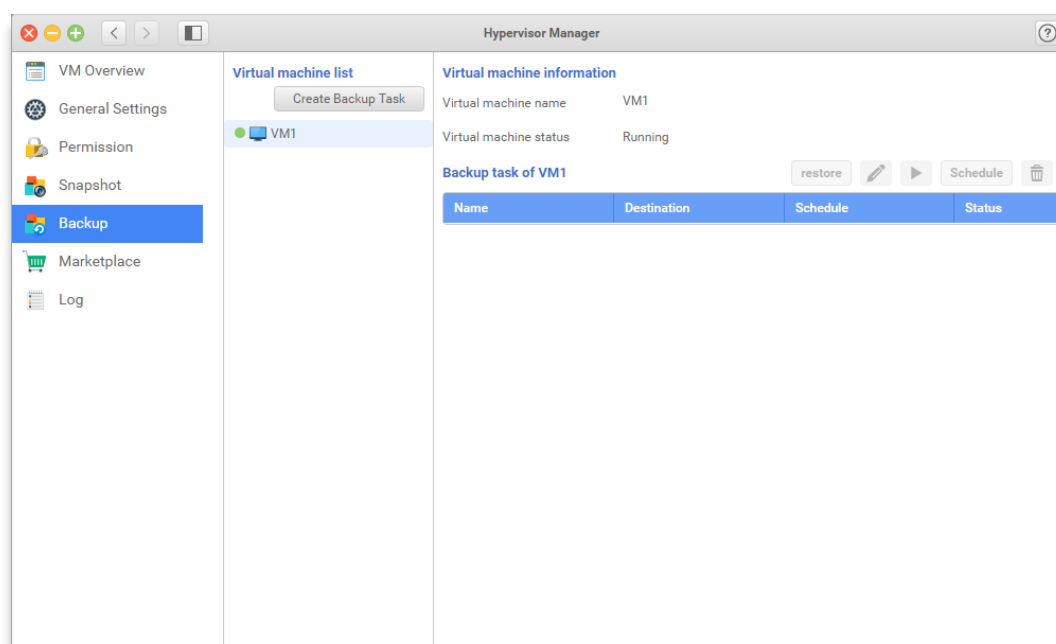 Hypervisor Manager
?
VM Overview
General Settings
Permission
Snapshot
Backup
Marketplace
Log
Virtual machine list
Create Backup Task
VM1
Virtual machine information
Virtual machine name VM1
Virtual machine status Running
Backup task of VM1 restore Schedule
Name Destination Schedule Status